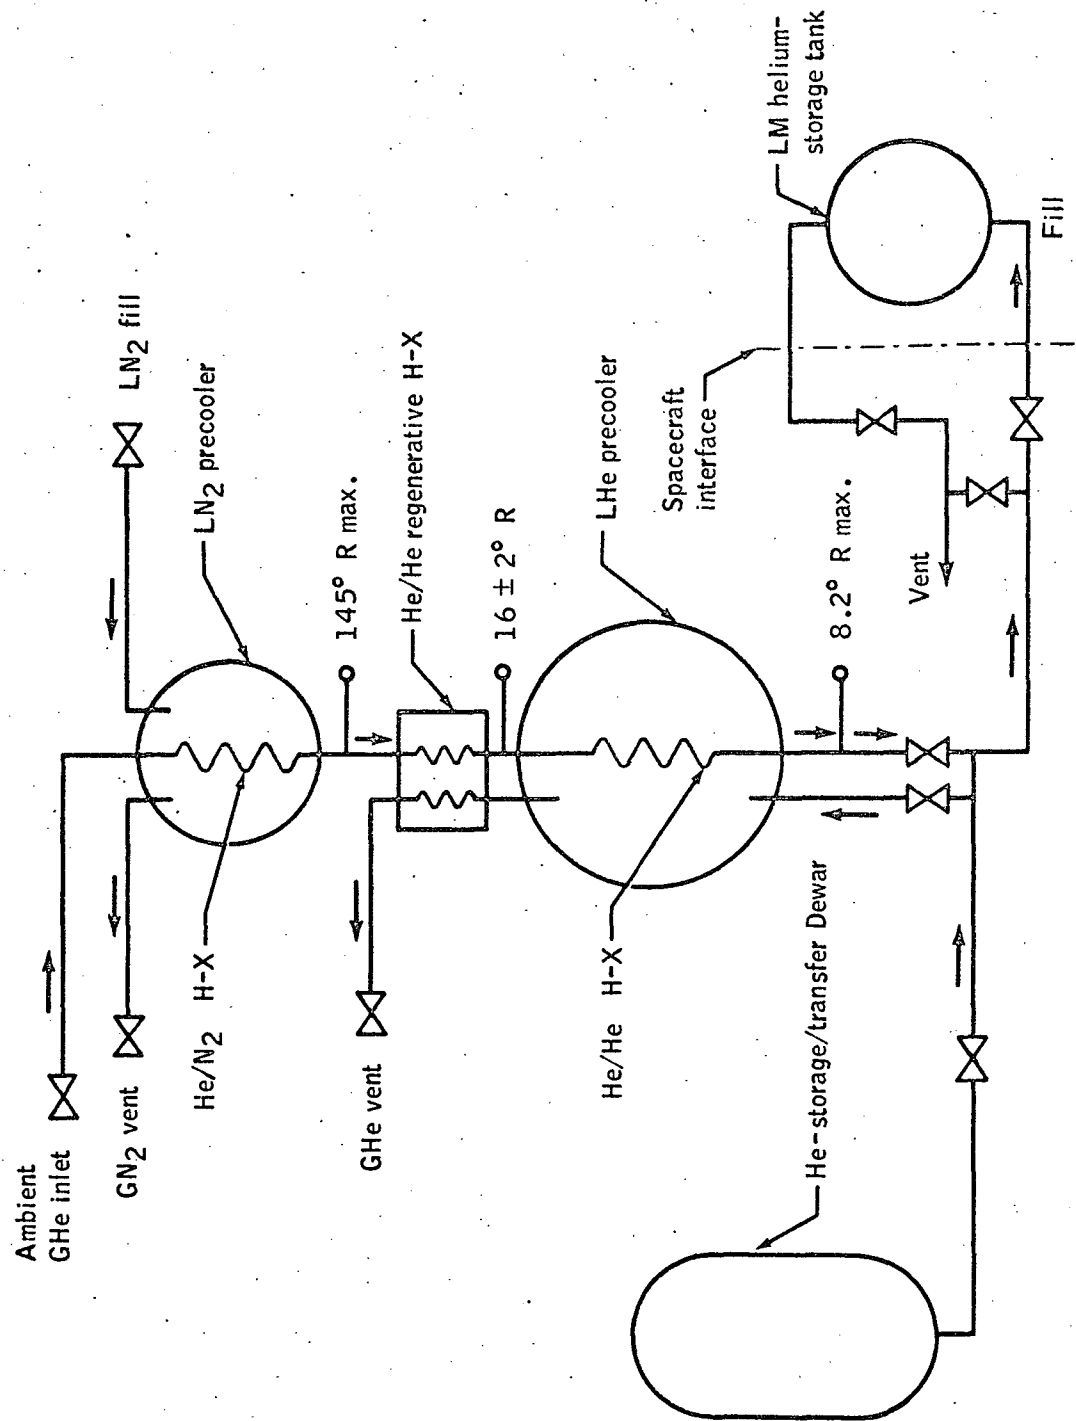 Ambient
GHe inlet
GN2 vent
LN2 fill
He/N2 H-X
LN2 precooler
145° R max.
GHe vent
He/He regenerative H-X
16 ± 2° R
He/He H-X
LHe precooler
Spacecraft
interface
LM helium-
storage tank
8.2° R max.
Vent
He-storage/transfer Dewar
Fill